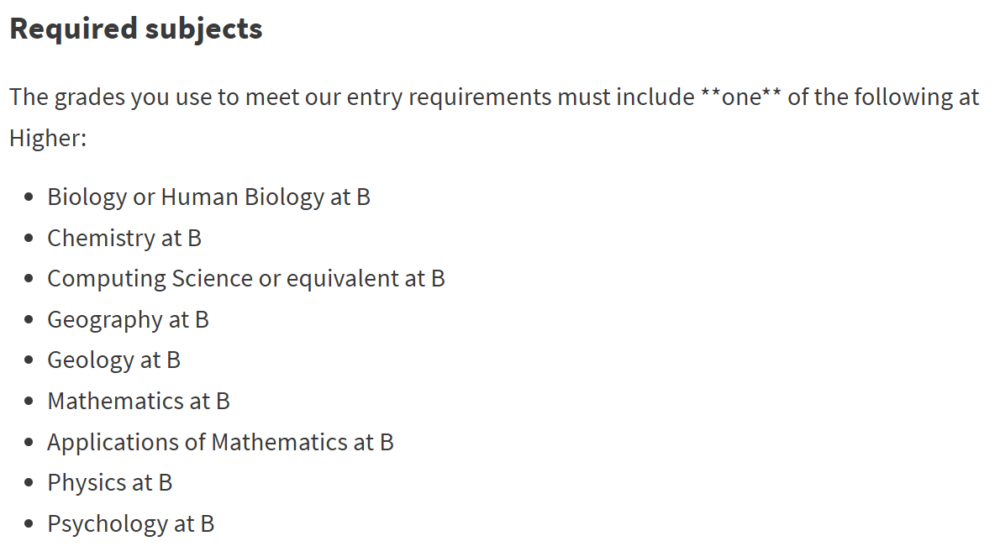 Required subjects
The grades you use to meet our entry requirements must include **one** of the following at
Higher:
• Biology or Human Biology at B
• Chemistry at B
• Computing Science or equivalent at B
• Geography at B
• Geology at B
• Mathematics at B
• Applications of Mathematics at B
• Physics at B
• Psychology at B